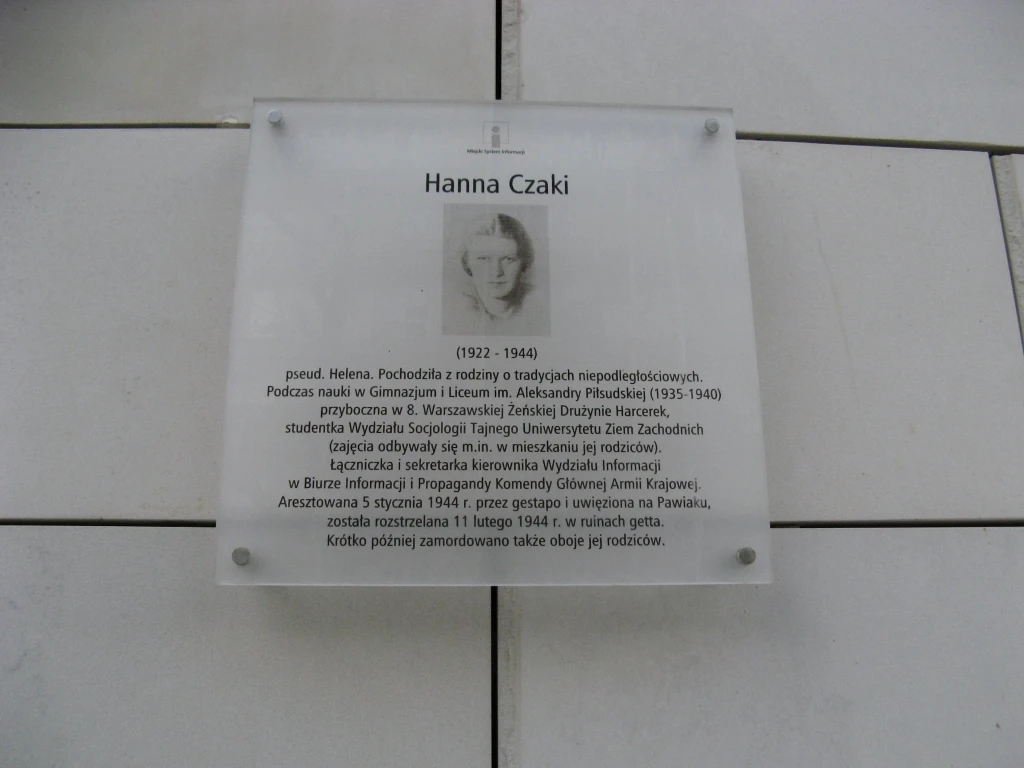 Miejski System Informacji
Hanna Czaki
(1922 - 1944)
pseud. Helena. Pochodziła z rodziny o tradycjach niepodległościowych.
Podczas nauki w Gimnazjum i Liceum im. Aleksandry Piłsudskiej (1935-1940)
przyboczna w 8. Warszawskiej Żeńskiej Drużynie Harcerek,
studentka Wydziału Socjologii Tajnego Uniwersytetu Ziem Zachodnich
(zajęcia odbywały się m.in. w mieszkaniu jej rodziców).
Łączniczka i sekretarka kierownika Wydziału Informacji
w Biurze Informacji i Propagandy Komendy Głównej Armii Krajowej.
Aresztowana 5 stycznia 1944 r. przez gestapo i uwięziona na Pawiaku,
została rozstrzelana 11 lutego 1944 r. w ruinach getta.
Krótko później zamordowano także oboje jej rodziców.